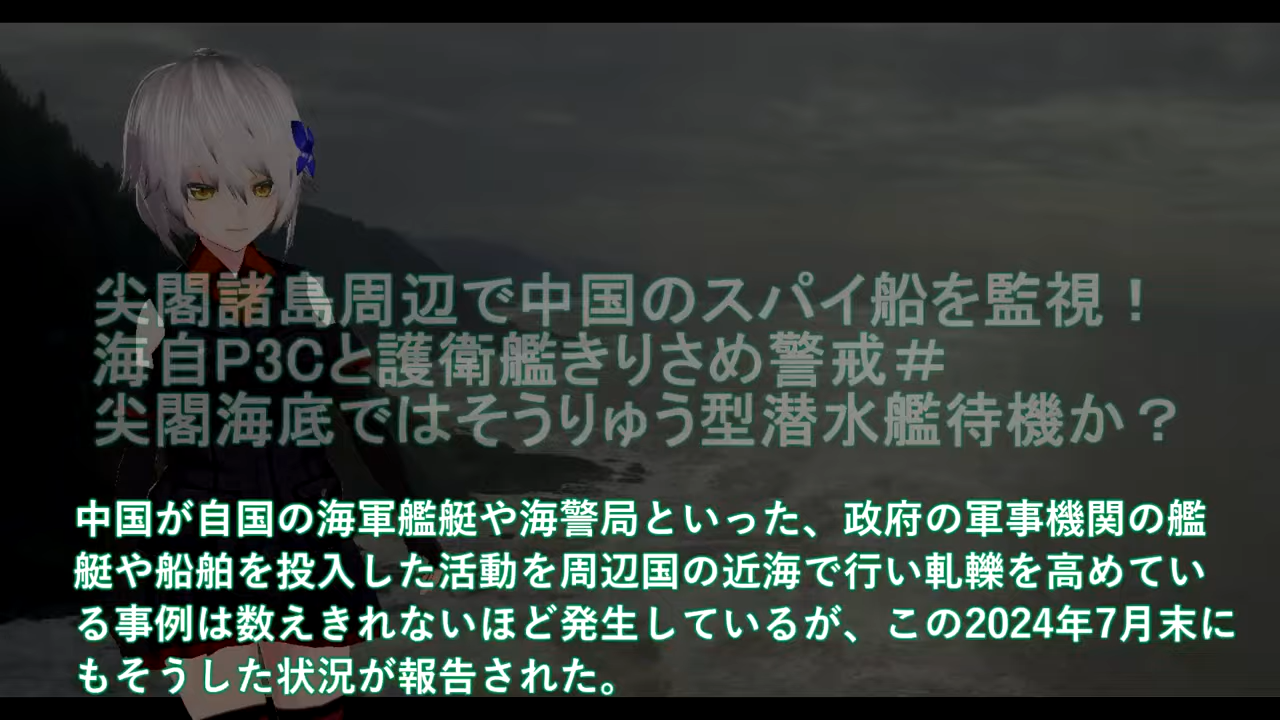 尖閣諸島周辺で中国のスパイ船を監視！
海自P3Cと護衛艦きりさめ警戒＃
尖閣海底ではそうりゅう型潜水艦待機か？
中国が自国の海軍艦艇や海警局といった、政府の軍事機関の艦
艇や船舶を投入した活動を周辺国の近海で行い軋轢を高めてい
る事例は数えきれないほど発生しているが、この2024年7月末に
もそうした状況が報告された。